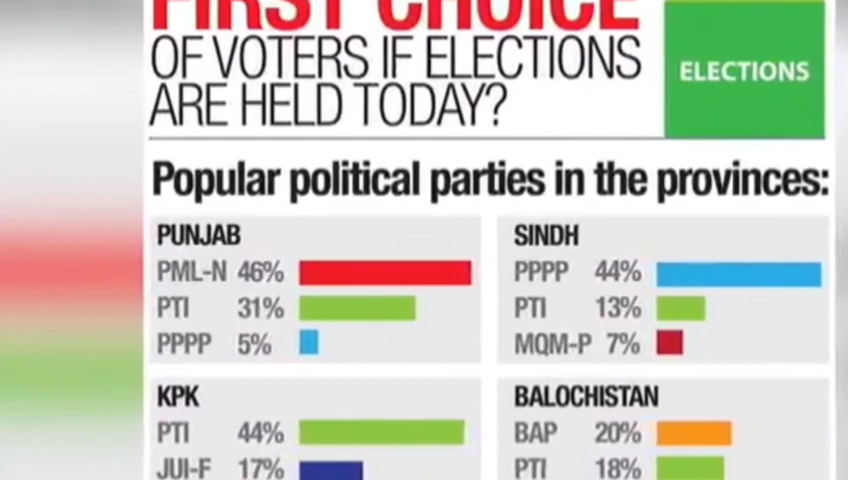 FIRST CHOICE
OF VOTERS IF ELECTIONS
ARE HELD TODAY?
ELECTIONS
Popular political parties in the provinces:
PUNJAB
PML-N 46%
PTI 31%
PPPP 5%
SINDH
PPPP 44%
PTI 13%
MQM-P 7%
KPK
PTI 44%
JUI-F 17%
BALOCHISTAN
BAP 20%
PTI 18%